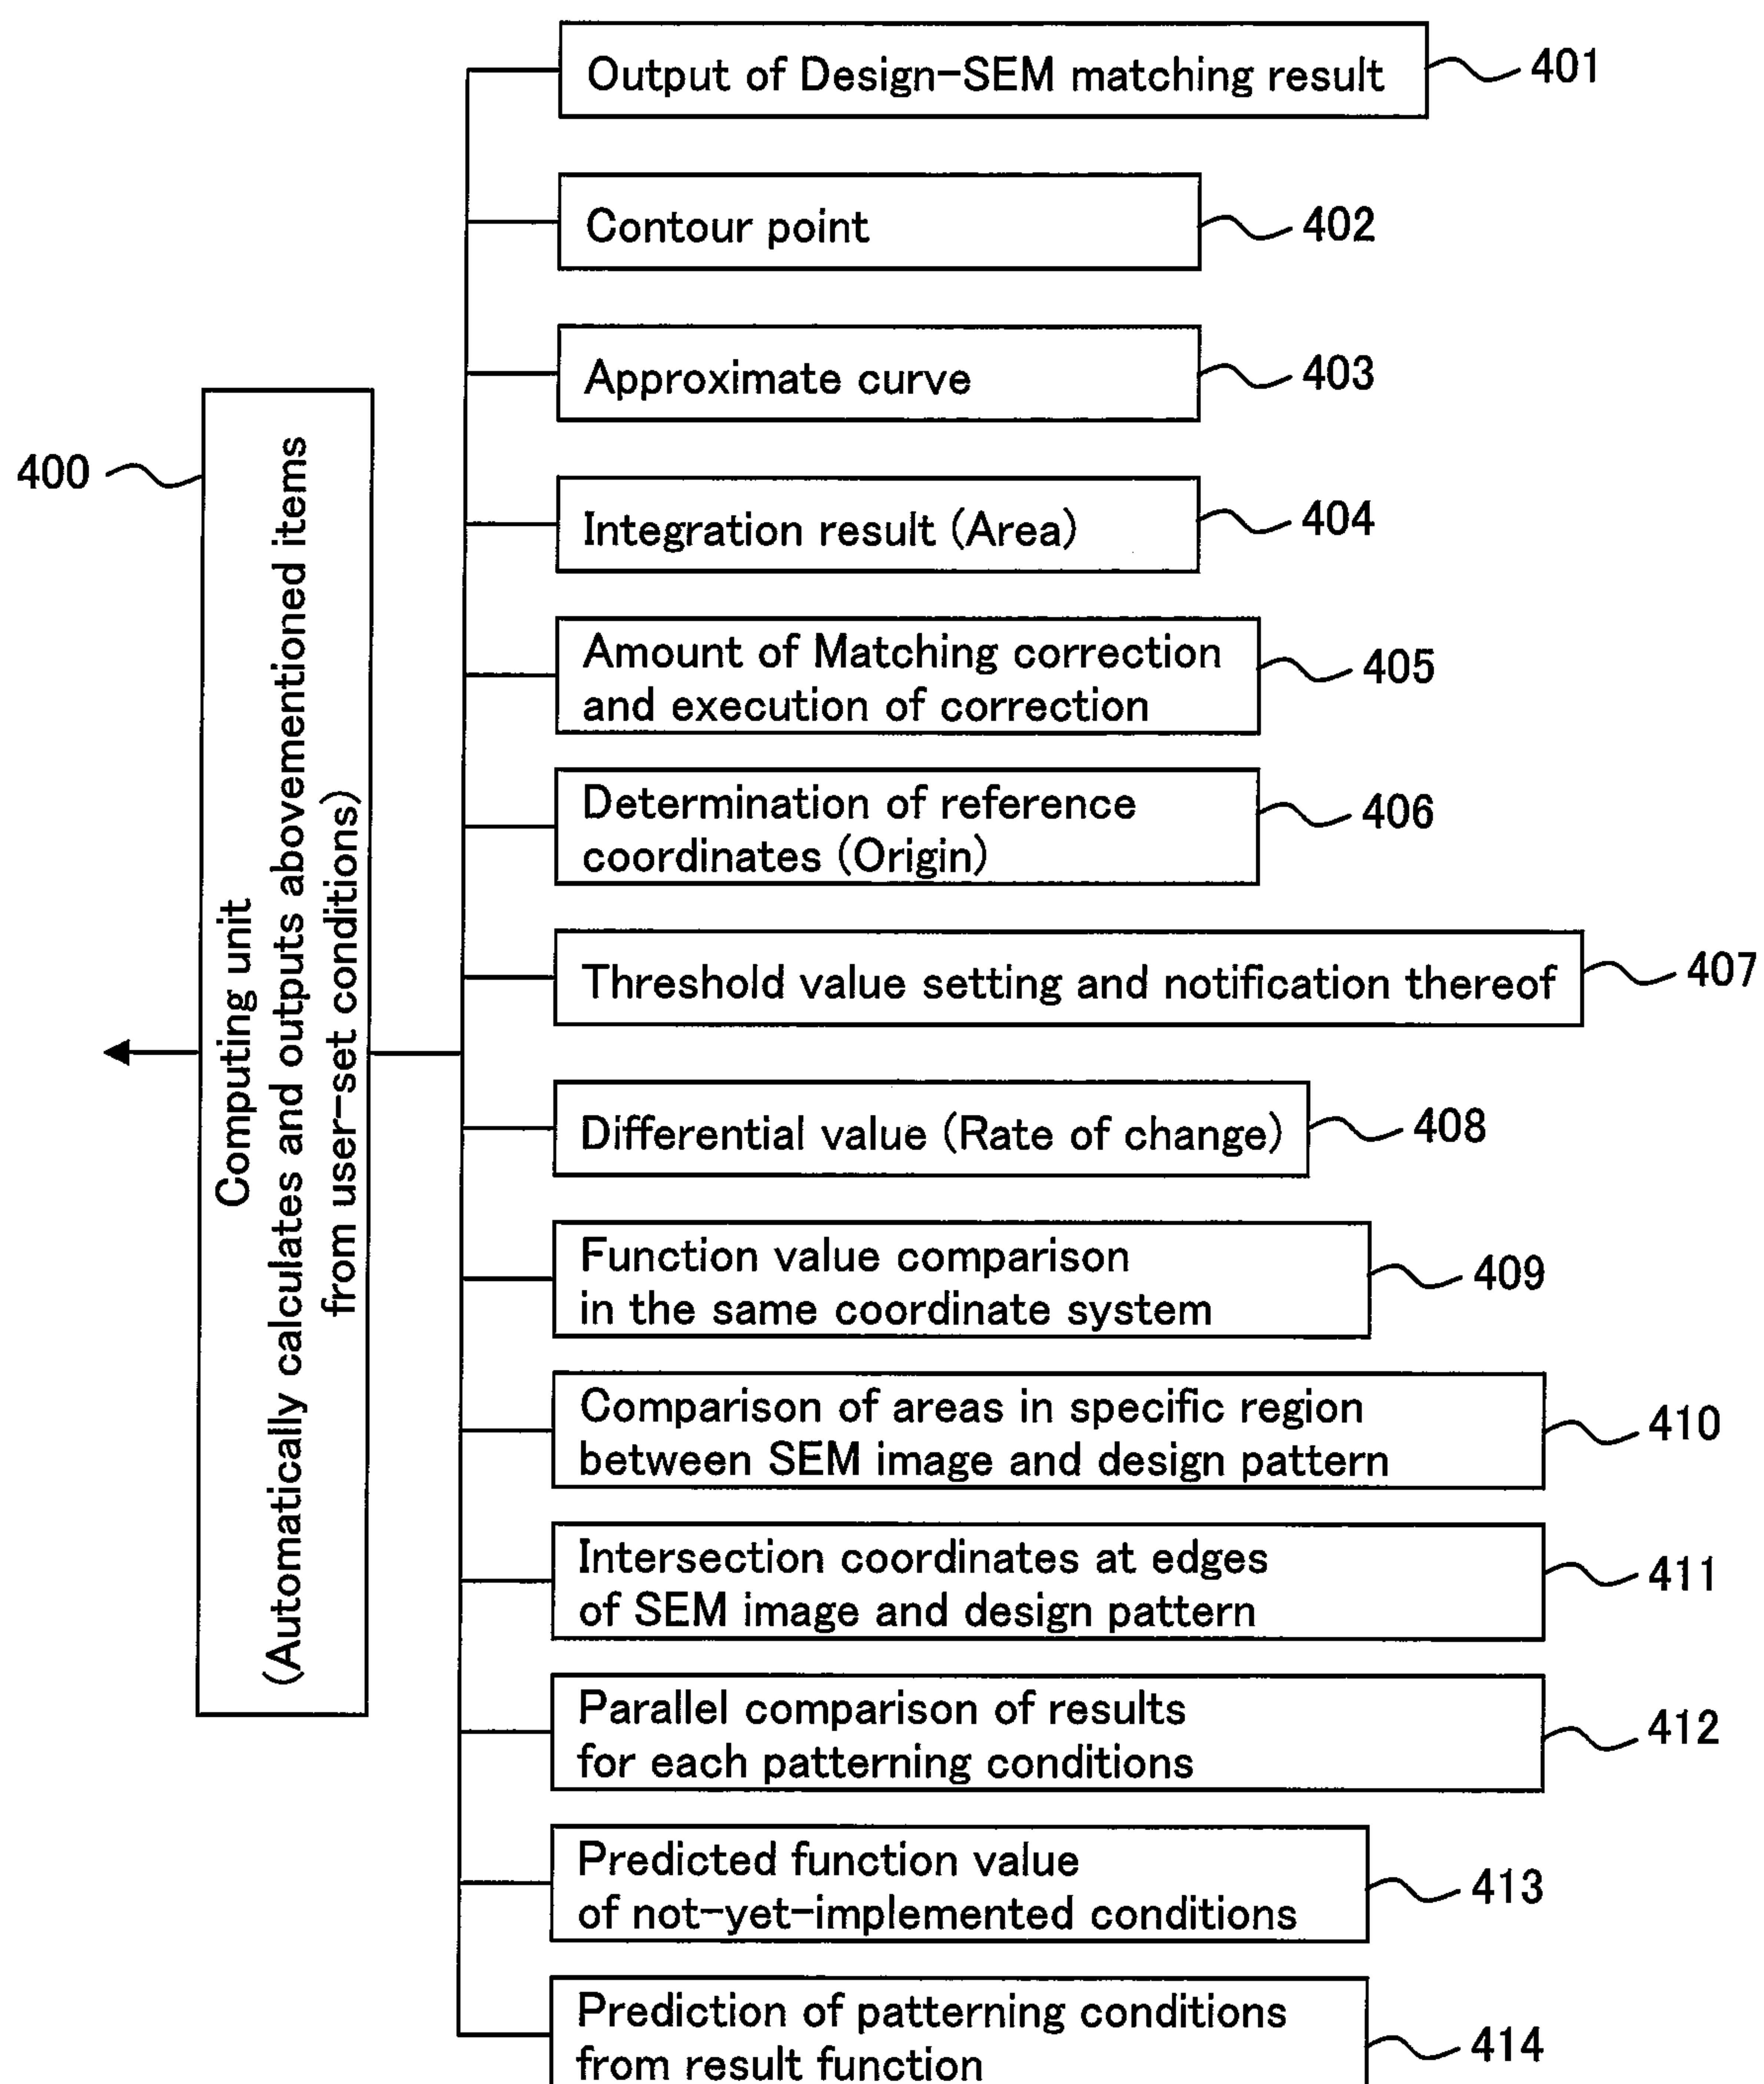 Output of Design-SEM matching result
401
Contour point
402
Approximate curve
403
400
Integration result (Area)
404
Amount of Matching correction
and execution of correction
405
Determination of reference
coordinates (Origin)
406
Computing unit
(Automatically calculates and outputs abovementioned items
from user-set conditions)
Threshold value setting and notification thereof
407
Differential value (Rate of change)
408
Function value comparison
in the same coordinate system
409
Comparison of areas in specific region
between SEM image and design pattern
410
Intersection coordinates at edges
of SEM image and design pattern
411
Parallel comparison of results
for each patterning conditions
412
Predicted function value
of not-yet-implemented conditions
413
Prediction of patterning conditions
from result function
414